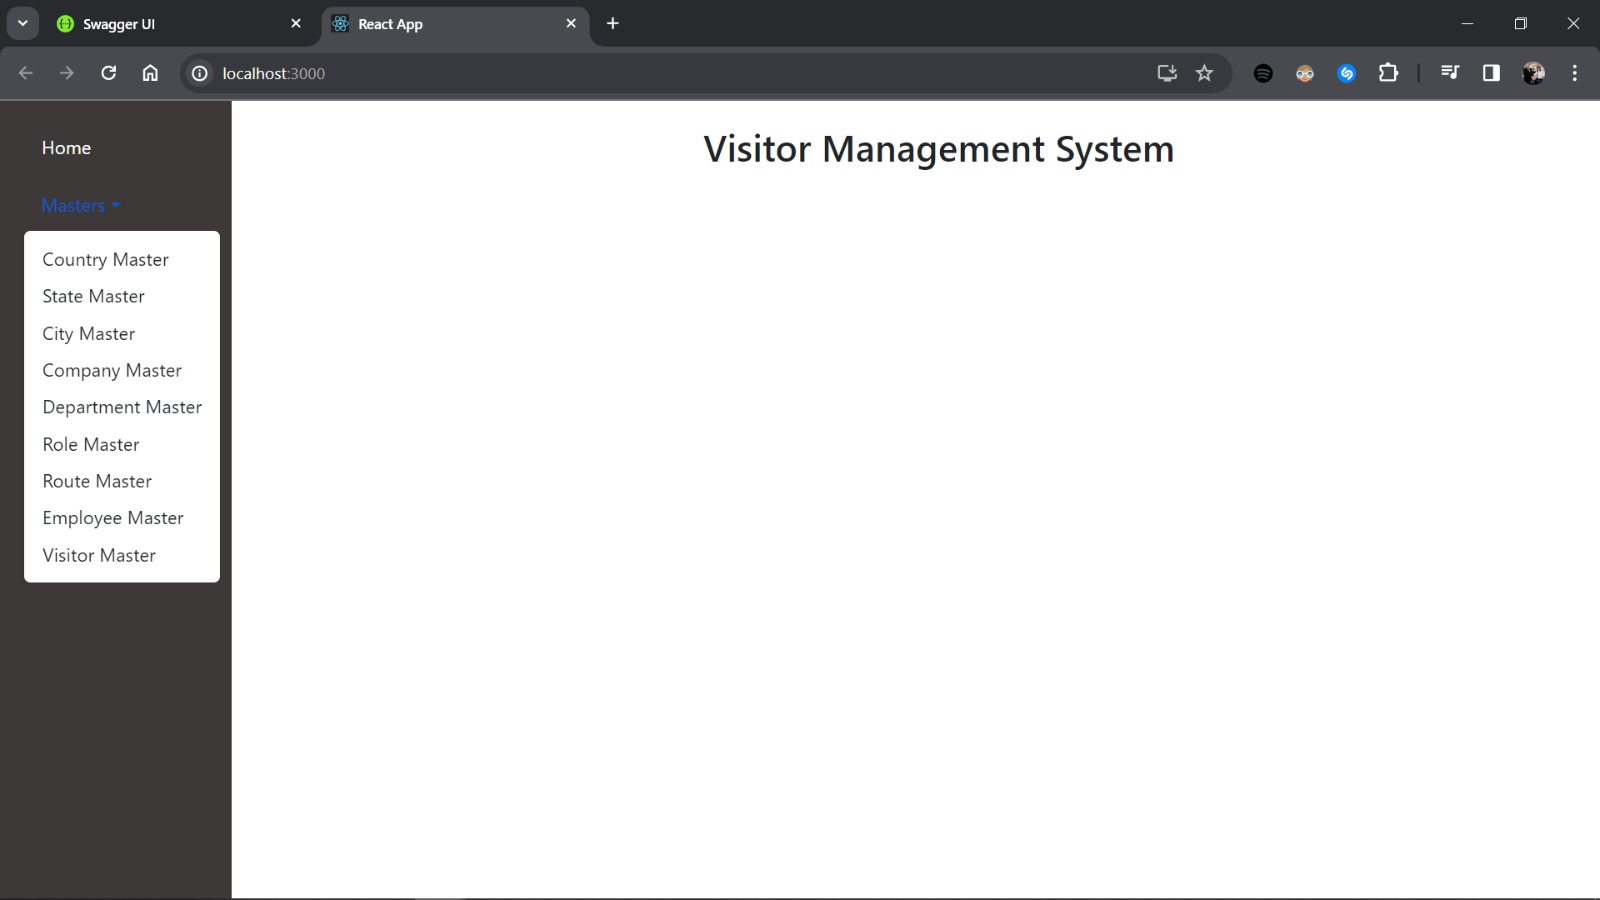 Swagger UI
React App
localhost:3000
Home
Visitor Management System
Masters
Country Master
State Master
City Master
Company Master
Department Master
Role Master
Route Master
Employee Master
Visitor Master